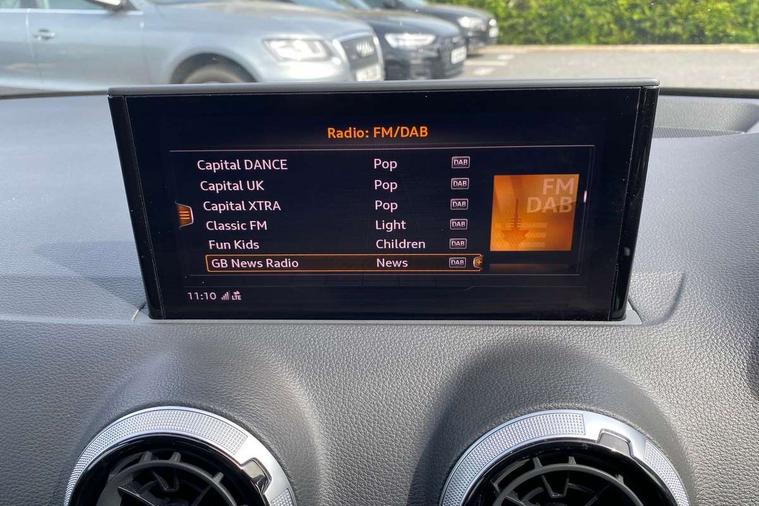 Radio: FM/DAB
Capital DANCE Pop DAB
Capital UK Pop DAB
Capital XTRA Pop DAB
Classic FM Light DAB
Fun Kids Children DAB
GB News Radio News DAB
FM
DAB
11:10 LTE